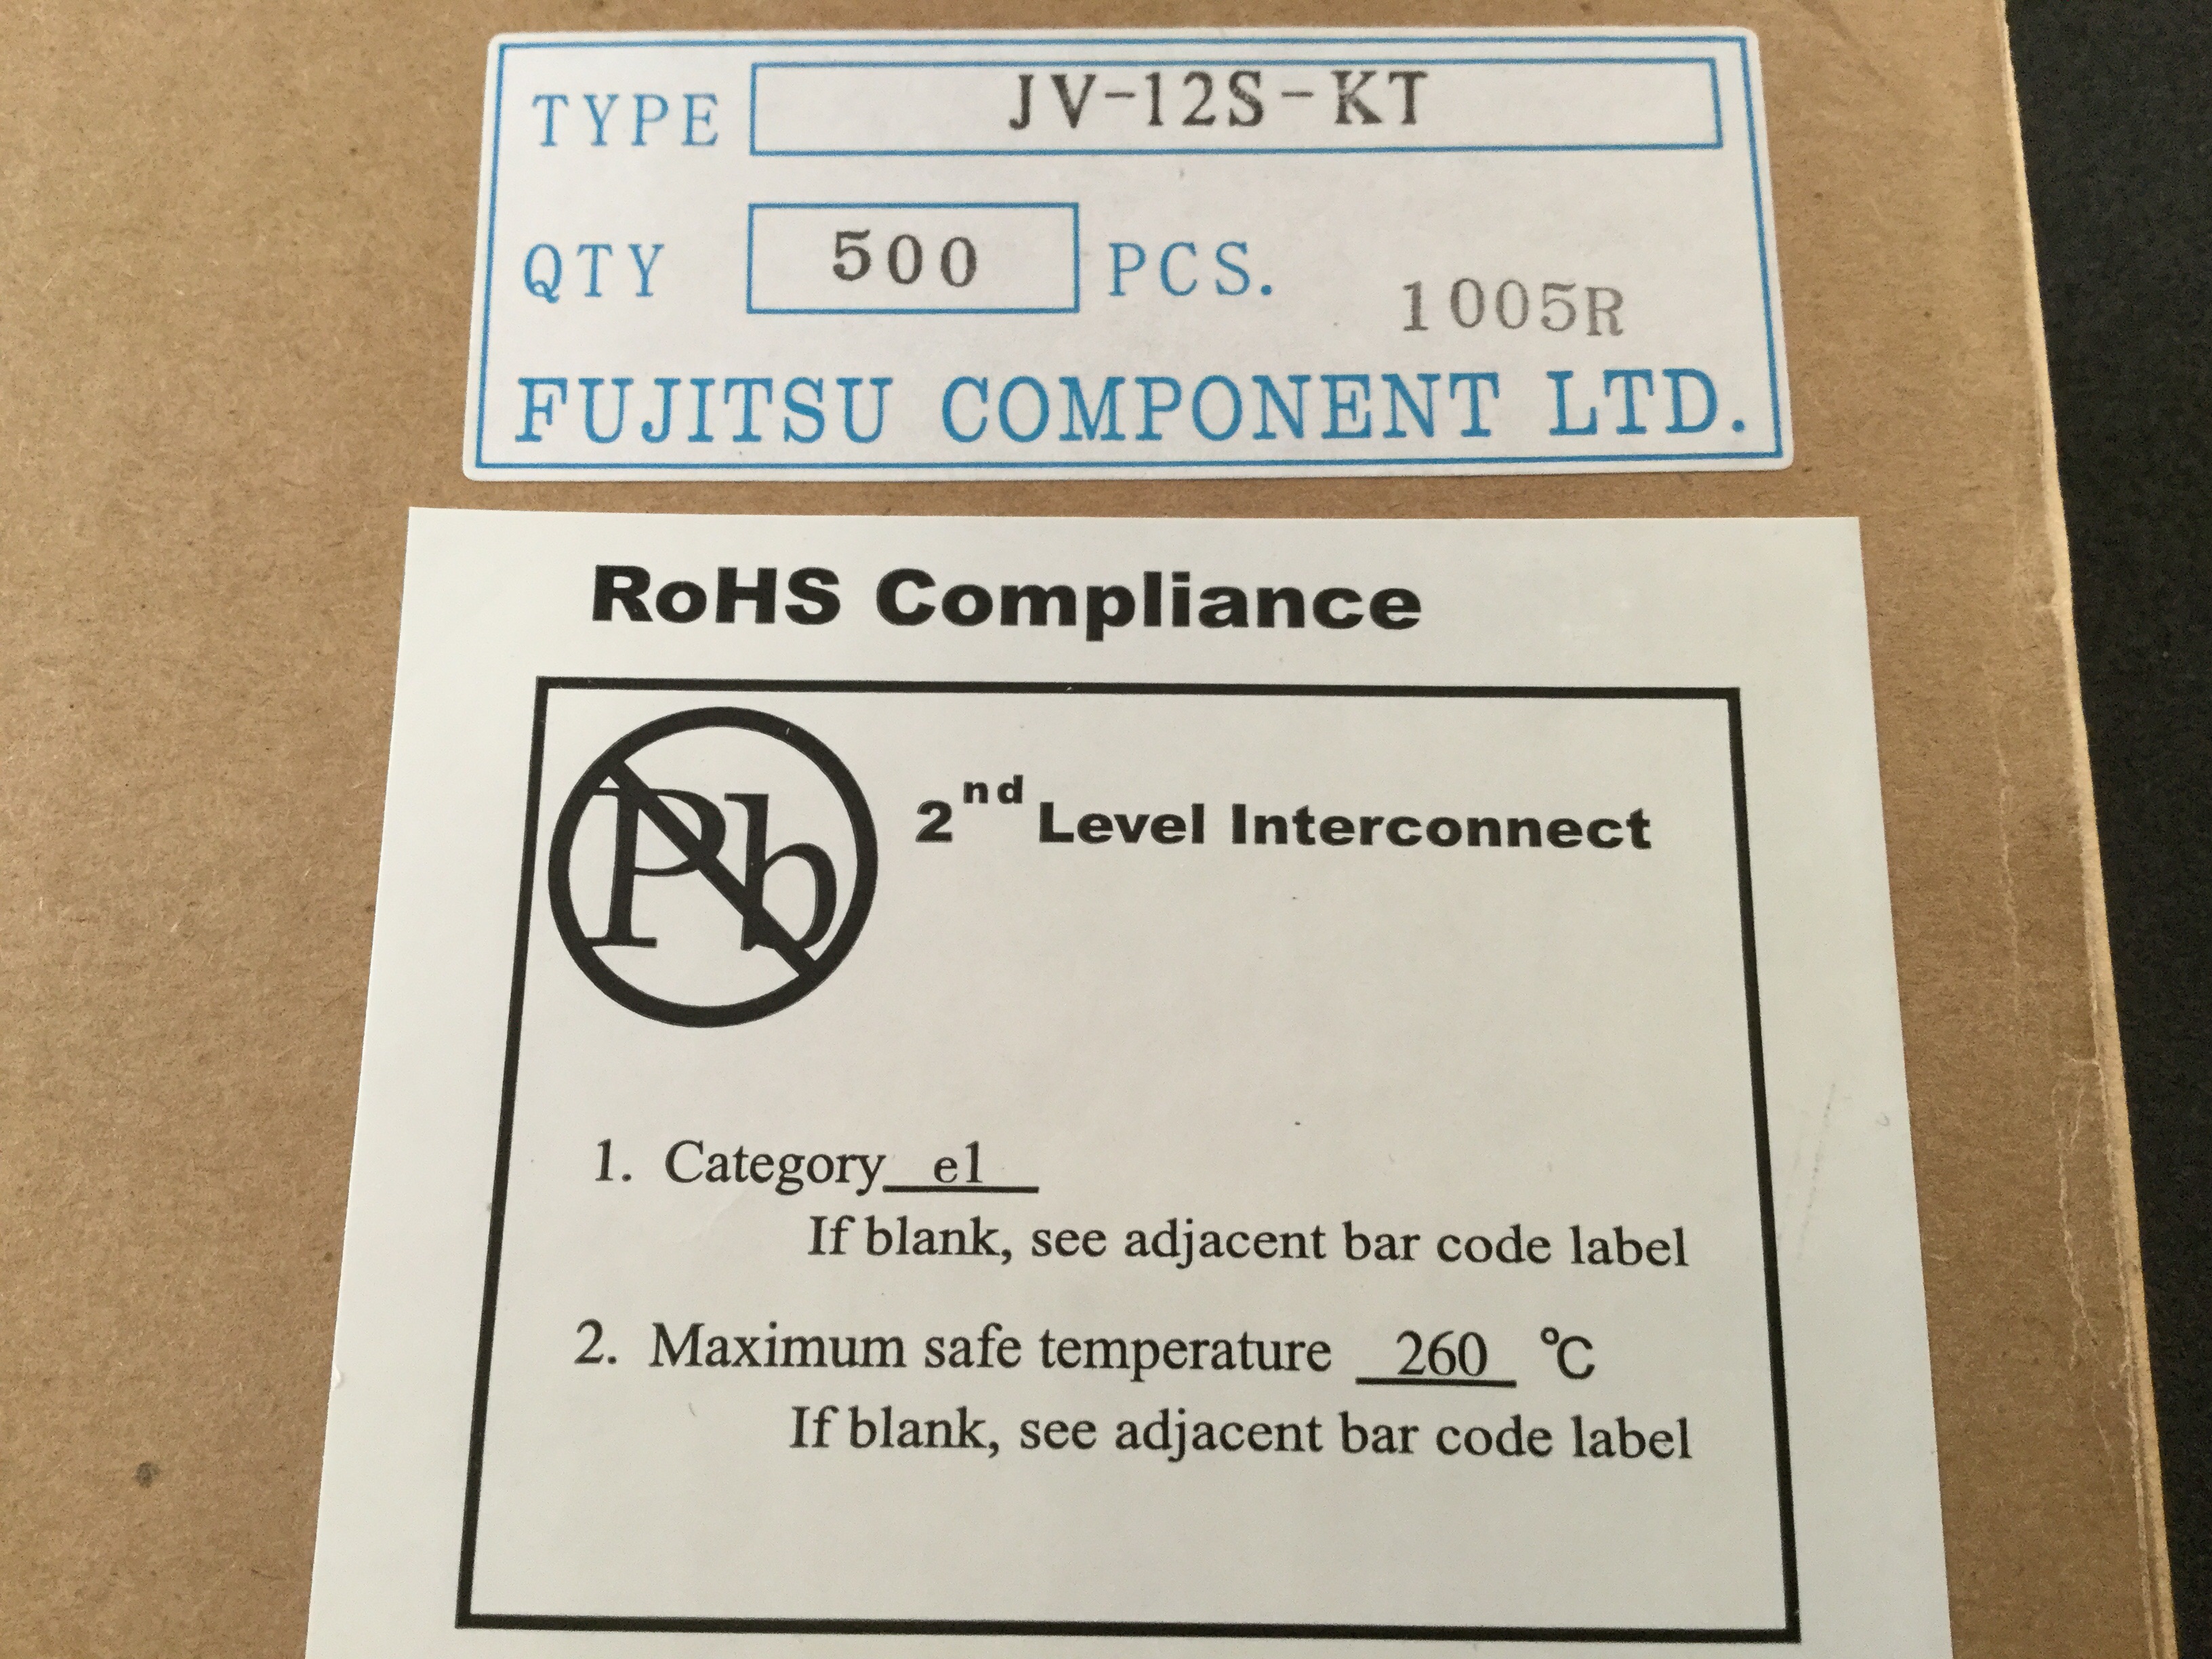 TYPE JV-12S-KT
QTY 500 PCS. 1005R
FUJITSU COMPONENT LTD.
RoHS Compliance
Pb
2nd Level Interconnect
1. Category e1
If blank, see adjacent bar code label
2. Maximum safe temperature 260 ℃
If blank, see adjacent bar code label